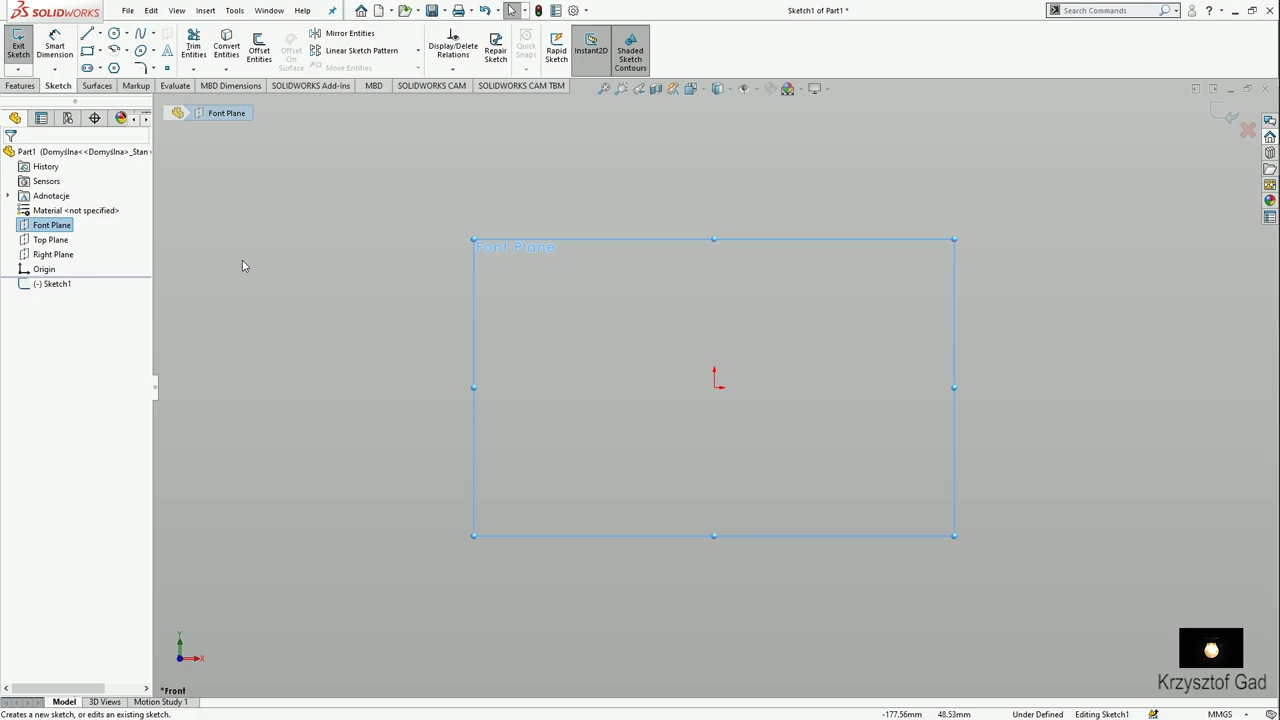 SOLIDWORKS File Edit View Insert Tools Window Help Sketch1 of Part1 * Search Commands
Exit Sketch
Smart Dimension
Trim Entities
Convert Entities
Offset Entities
Offset On Surface
Mirror Entities
Linear Sketch Pattern
Move Entities
Display/Delete Relations
Repair Sketch
Quick Snaps
Rapid Sketch
Instant2D
Shaded Sketch Contours
Features Sketch Surfaces Markup Evaluate MBD Dimensions SOLIDWORKS Add-Ins MBD SOLIDWORKS CAM SOLIDWORKS CAM TBM
Font Plane
Part1 (Domyślna<<Domyślna>_Stan
History
Sensors
Adnotacje
Material <not specified>
Font Plane
Top Plane
Right Plane
Origin
(-) Sketch1
Font Plane
Y
X
*Front
Krzysztof Gad
Model 3D Views Motion Study 1
Creates a new sketch, or edits an existing sketch. -177.56mm 48.53mm Under Defined Editing Sketch1 MMGS